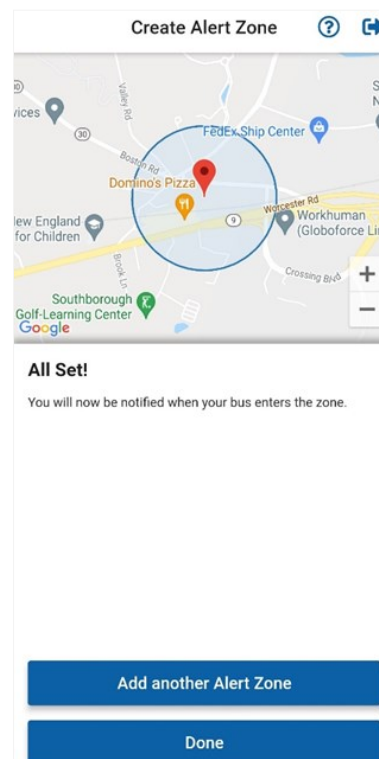 Create Alert Zone
?
Valley Rd
ices
30
FedEx Ship Center
Boston Rd
Domino's Pizza
Worcester Rd
Workhuman
(Globoforce Li
9
ew England
for Children
Brook Ln
Crossing Blvd
+
Southborough
Golf-Learning Center
−
Google
All Set!
You will now be notified when your bus enters the zone.
Add another Alert Zone
Done